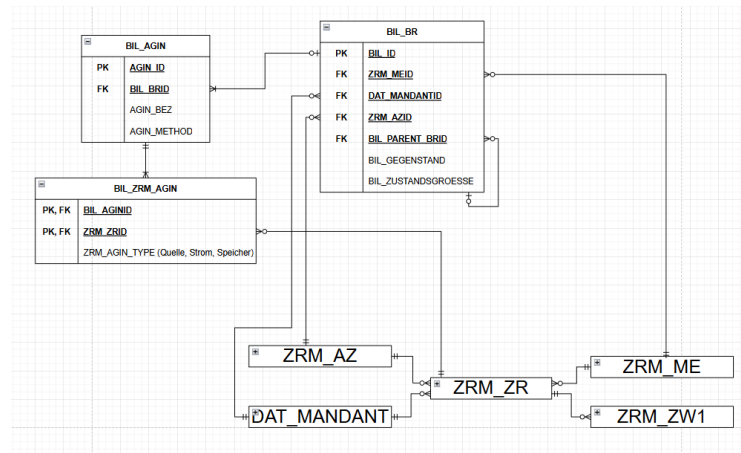 BIL_AGIN
PK AGIN_ID
FK BIL_BRID
AGIN_BEZ
AGIN_METHOD
BIL_BR
PK BIL_ID
FK ZRM_MEID
FK DAT_MANDANTID
FK ZRM_AZID
FK BIL_PARENT_BRID
BIL_GEGENSTAND
BIL_ZUSTANDSGROESSE
BIL_ZRM_AGIN
PK, FK BIL_AGINID
PK, FK ZRM_ZRID
ZRM_AGIN_TYPE (Quelle, Strom, Speicher)
ZRM_AZ
DAT_MANDANT
ZRM_ZR
ZRM_ME
ZRM_ZW1